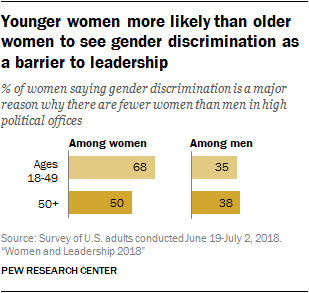 Younger women more likely than older
women to see gender discrimination as
a barrier to leadership
% of women saying gender discrimination is a major
reason why there are fewer women than men in high
political offices
Among women Among men
Ages
18-49 68 35
50+ 50 38
Source: Survey of U.S. adults conducted June 19-July 2, 2018.
"Women and Leadership 2018"
PEW RESEARCH CENTER